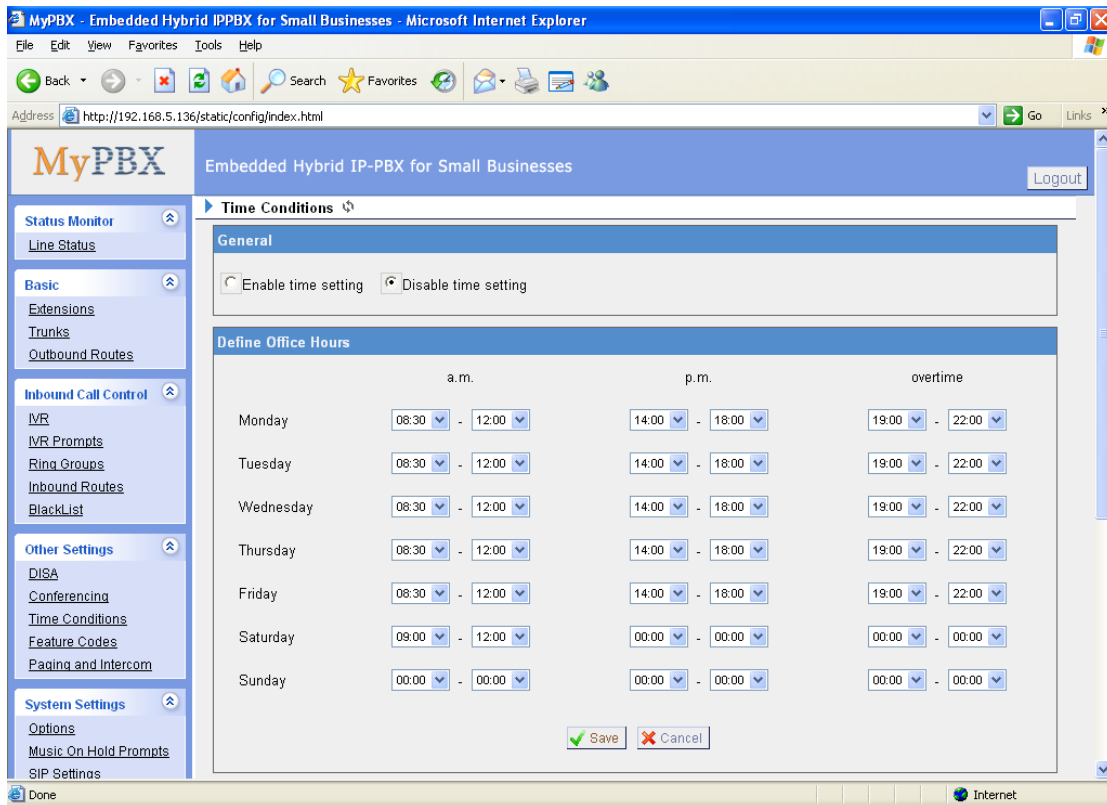 MyPBX - Embedded Hybrid IPPBX for Small Businesses - Microsoft Internet Explorer
File Edit View Favorites Tools Help
Back Search Favorites
Address http://192.168.5.136/static/config/index.html Go Links »
MyPBX
Embedded Hybrid IP-PBX for Small Businesses
Logout
Status Monitor
Line Status
Basic
Extensions
Trunks
Outbound Routes
Inbound Call Control
IVR
IVR Prompts
Ring Groups
Inbound Routes
BlackList
Other Settings
DISA
Conferencing
Time Conditions
Feature Codes
Paging and Intercom
System Settings
Options
Music On Hold Prompts
SIP Settings
Time Conditions
General
Enable time setting Disable time setting
Define Office Hours
a.m. p.m. overtime
Monday 08:30 - 12:00 14:00 - 18:00 19:00 - 22:00
Tuesday 08:30 - 12:00 14:00 - 18:00 19:00 - 22:00
Wednesday 08:30 - 12:00 14:00 - 18:00 19:00 - 22:00
Thursday 08:30 - 12:00 14:00 - 18:00 19:00 - 22:00
Friday 08:30 - 12:00 14:00 - 18:00 19:00 - 22:00
Saturday 09:00 - 12:00 00:00 - 00:00 00:00 - 00:00
Sunday 00:00 - 00:00 00:00 - 00:00 00:00 - 00:00
Save Cancel
Done Internet